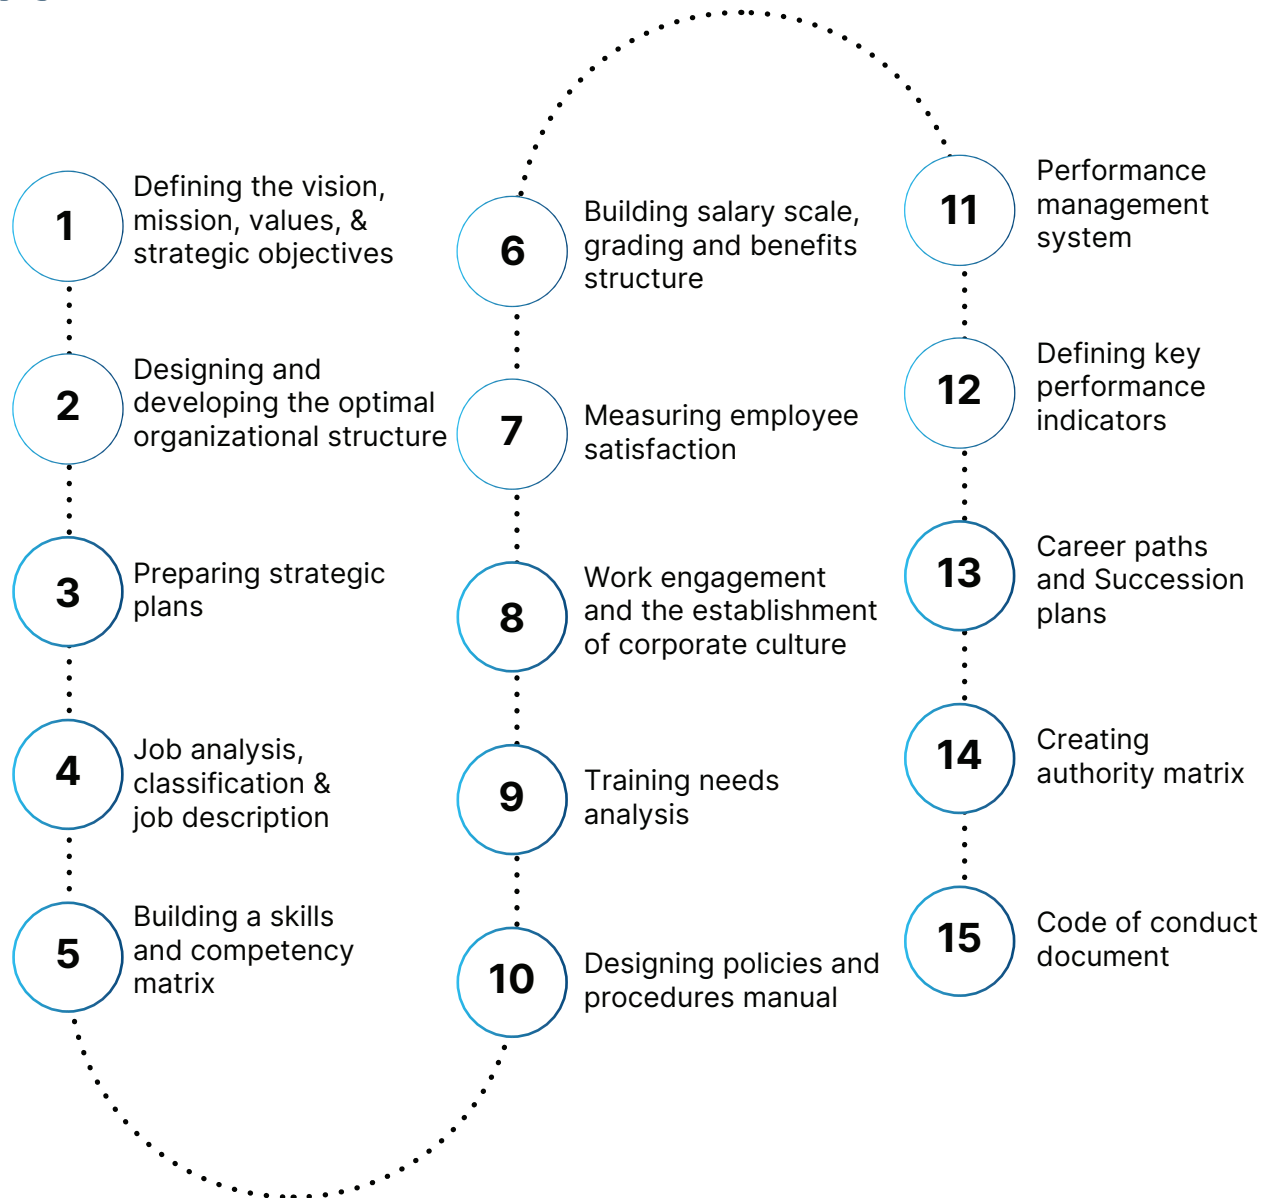 1
Defining the vision,
mission, values, &
strategic objectives
2
Designing and
developing the optimal
organizational structure
3
Preparing strategic
plans
4
Job analysis,
classification &
job description
5
Building a skills
and competency
matrix
6
Building salary scale,
grading and benefits
structure
7
Measuring employee
satisfaction
8
Work engagement
and the establishment
of corporate culture
9
Training needs
analysis
10
Designing policies and
procedures manual
11
Performance
management
system
12
Defining key
performance
indicators
13
Career paths
and Succession
plans
14
Creating
authority matrix
15
Code of conduct
document